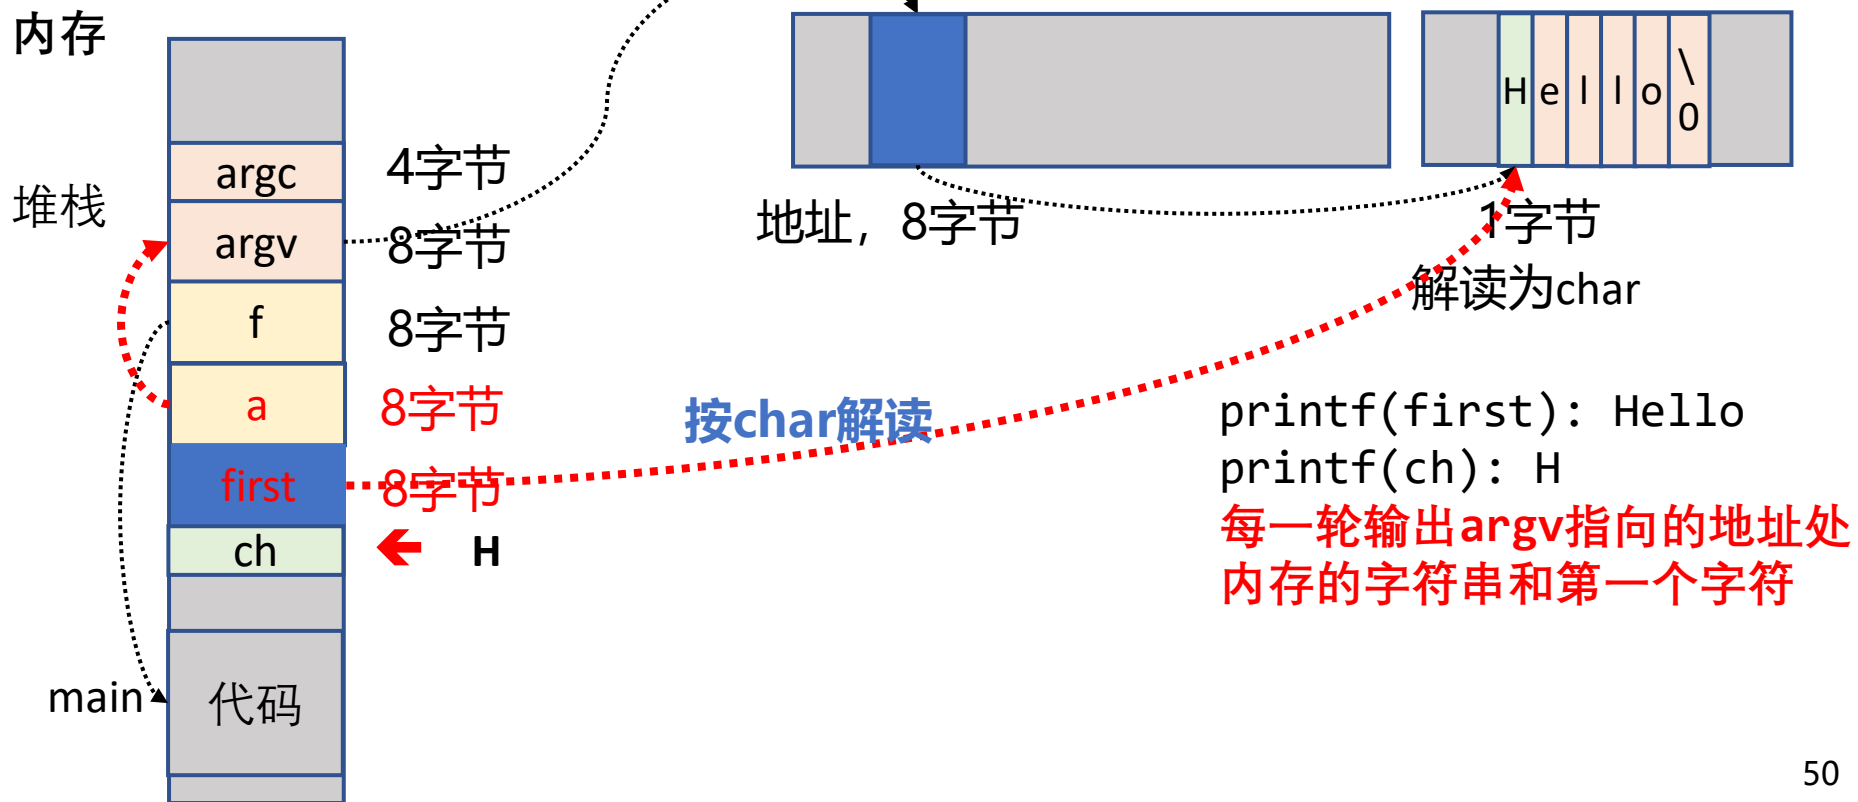 内存
堆栈
argc
4字节
argv
8字节
f
8字节
a
8字节
first
8字节
ch
H
main
代码
H e l l o \0
地址，8字节
1字节
解读为char
按char解读
printf(first): Hello
printf(ch): H
每一轮输出argv指向的地址处
内存的字符串和第一个字符
50